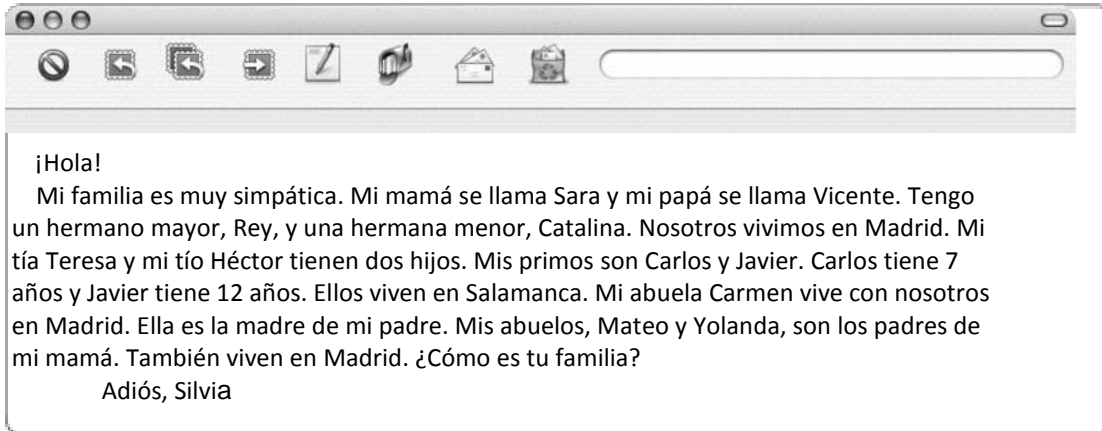 ¡Hola!
Mi familia es muy simpática. Mi mamá se llama Sara y mi papá se llama Vicente. Tengo
un hermano mayor, Rey, y una hermana menor, Catalina. Nosotros vivimos en Madrid. Mi
tía Teresa y mi tío Héctor tienen dos hijos. Mis primos son Carlos y Javier. Carlos tiene 7
años y Javier tiene 12 años. Ellos viven en Salamanca. Mi abuela Carmen vive con nosotros
en Madrid. Ella es la madre de mi padre. Mis abuelos, Mateo y Yolanda, son los padres de
mi mamá. También viven en Madrid. ¿Cómo es tu familia?
Adiós, Silvia